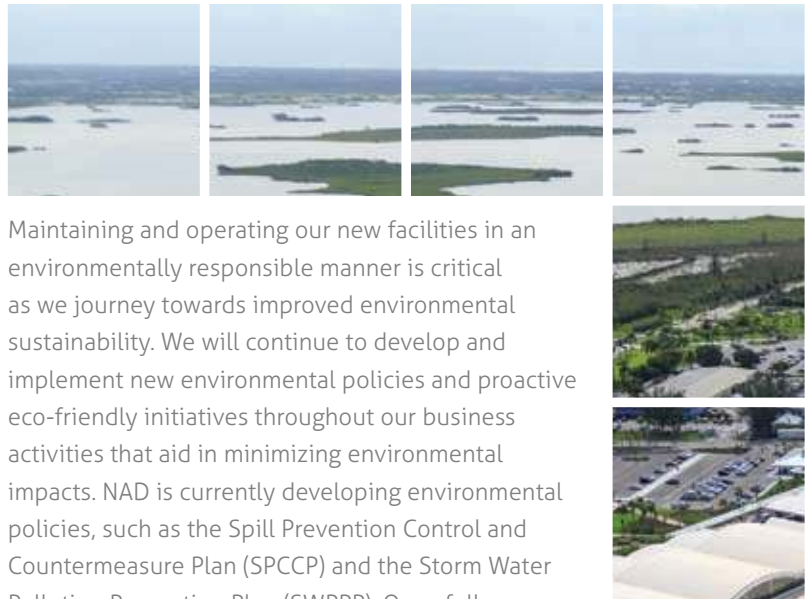 Maintaining and operating our new facilities in an
environmentally responsible manner is critical
as we journey towards improved environmental
sustainability. We will continue to develop and
implement new environmental policies and proactive
eco-friendly initiatives throughout our business
activities that aid in minimizing environmental
impacts. NAD is currently developing environmental
policies, such as the Spill Prevention Control and
Countermeasure Plan (SPCCP) and the Storm Water